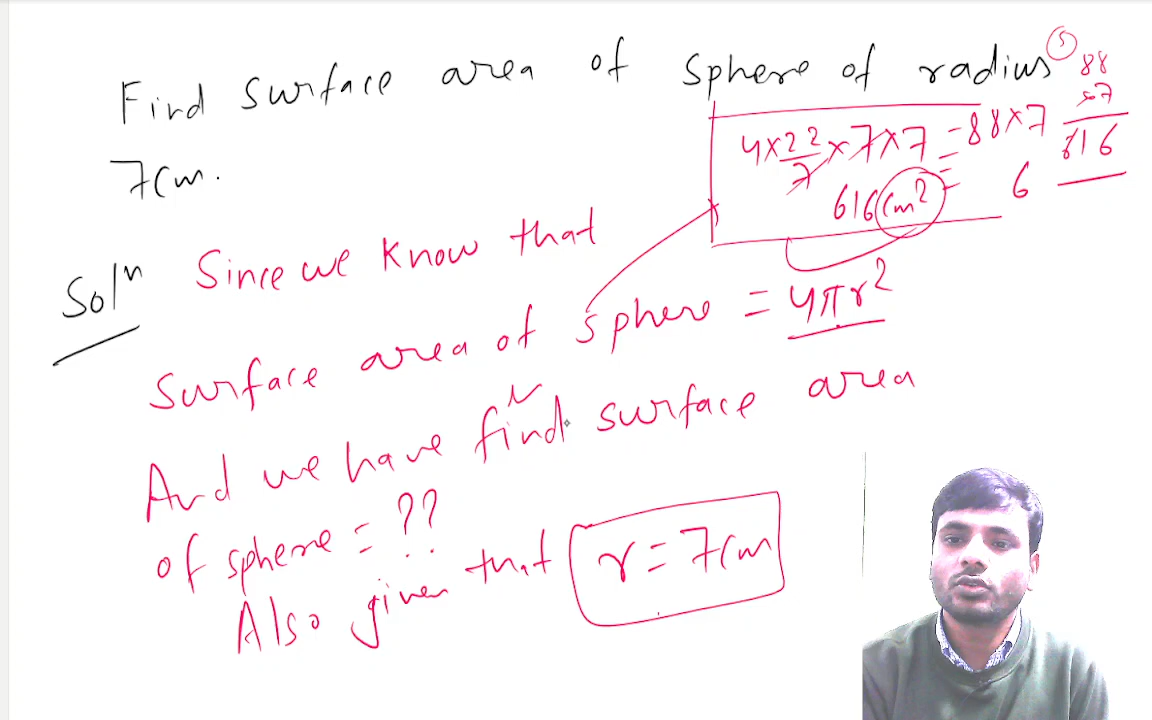 Find surface area of sphere of radius
7cm.
5
88
×7
616
4×22/7×7×7 = 88×7
616 cm² = 6
Solⁿ Since we know that
Surface area of sphere = 4πr²
And we have find surface area
of sphere = ??
Also given that r = 7cm